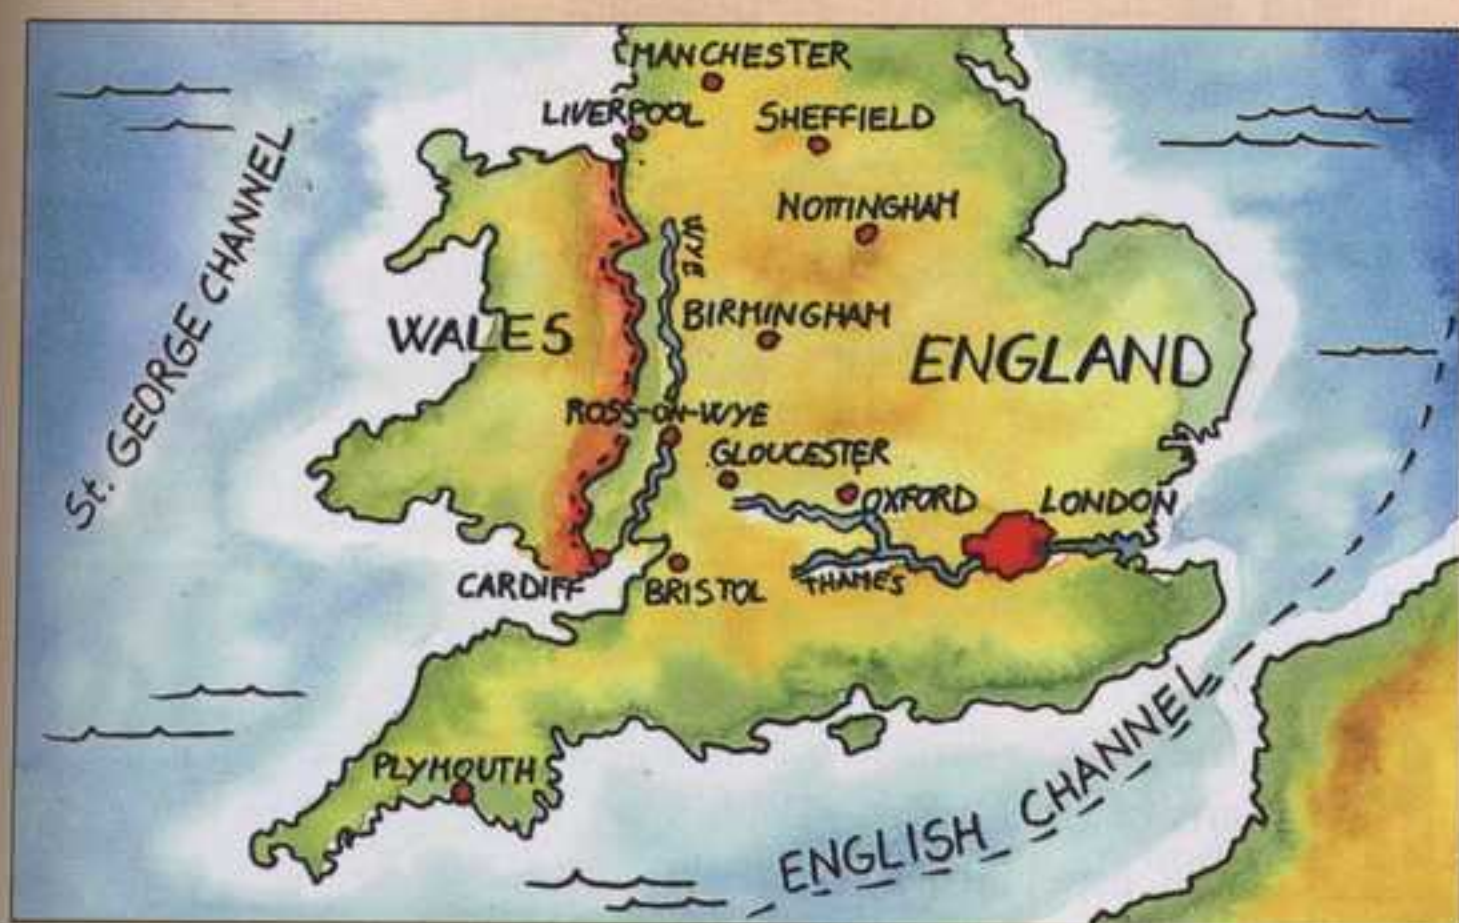 MANCHESTER
LIVERPOOL
SHEFFIELD
St. GEORGE CHANNEL
NOTTINGHAM
WYE
BIRMINGHAM
WALES
ENGLAND
ROSS-ON-WYE
GLOUCESTER
OXFORD
LONDON
CARDIFF
BRISTOL
THAMES
PLYMOUTH
ENGLISH CHANNEL